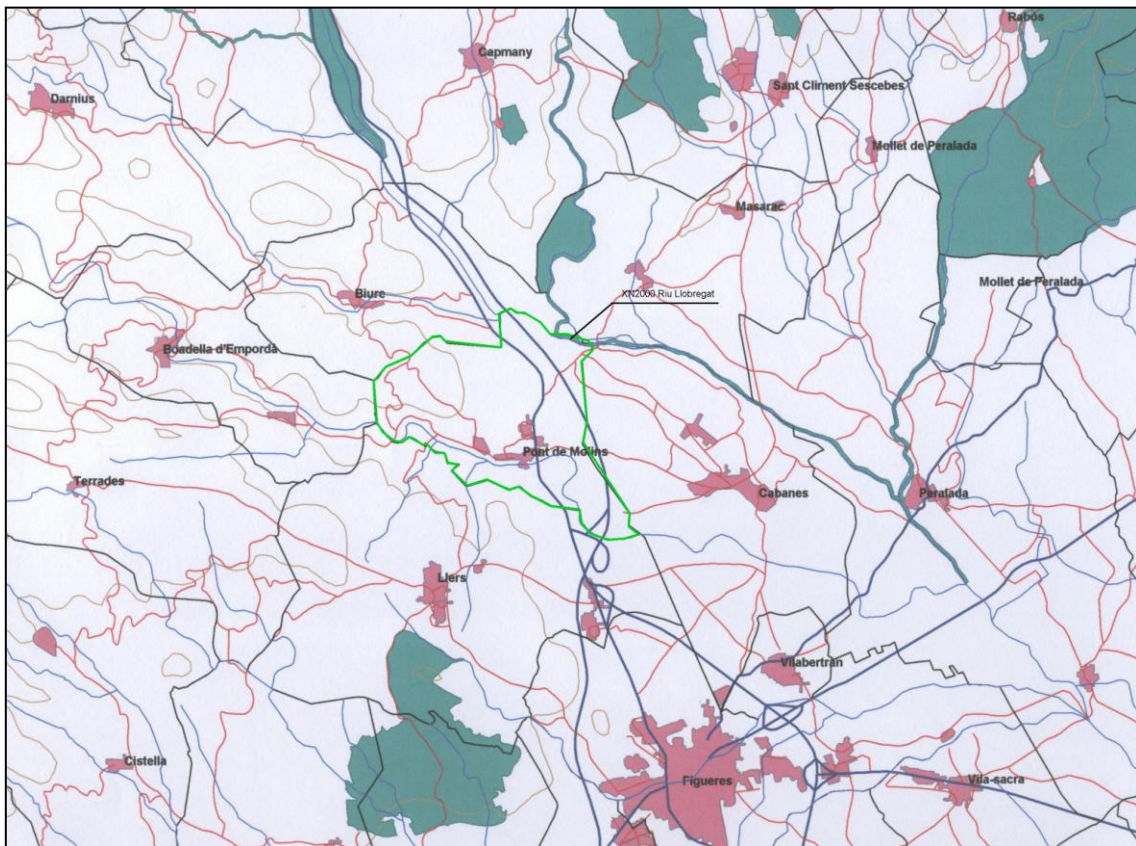 Rabós
Capmany
Sant Climent Sescebes
Darnius
Mollet de Peralada
Masarac
Mollet de Peralada
Biure
XN2000 Riu Llobregat
Boadella d'Empordà
Pont de Molins
Terrades
Cabanes
Peralada
Llers
Vilabertran
Cistella
Figueres
Vila-sacra